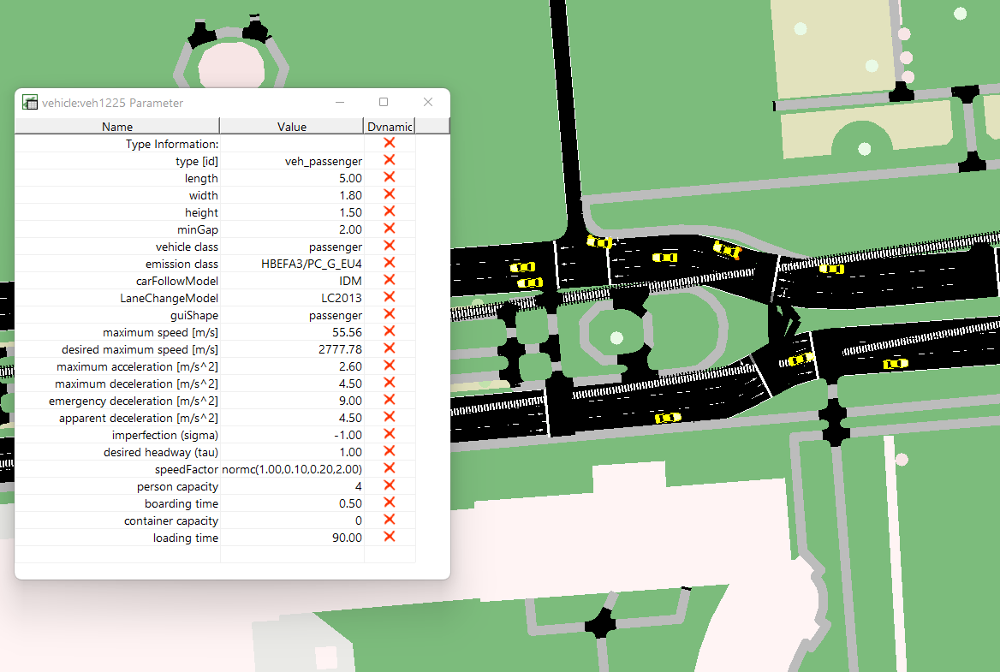 vehicle:veh1225 Parameter
Name Value Dynamic
Type Information:
type [id] veh_passenger
length 5.00
width 1.80
height 1.50
minGap 2.00
vehicle class passenger
emission class HBEFA3/PC_G_EU4
carFollowModel IDM
LaneChangeModel LC2013
guiShape passenger
maximum speed [m/s] 55.56
desired maximum speed [m/s] 2777.78
maximum acceleration [m/s^2] 2.60
maximum deceleration [m/s^2] 4.50
emergency deceleration [m/s^2] 9.00
apparent deceleration [m/s^2] 4.50
imperfection (sigma) -1.00
desired headway (tau) 1.00
speedFactor normc(1.00,0.10,0.20,2.00)
person capacity 4
boarding time 0.50
container capacity 0
loading time 90.00